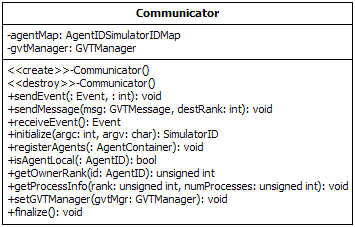 Communicator
-agentMap: AgentIDSimulatorIDMap
-gvtManager: GVTManager
<<create>>-Communicator()
<<destroy>>-Communicator()
+sendEvent(: Event, : int): void
+sendMessage(msg: GVTMessage, destRank: int): void
+receiveEvent(): Event
+initialize(argc: int, argv: char): SimulatorID
+registerAgents(: AgentContainer): void
+isAgentLocal(: AgentID): bool
+getOwnerRank(id: AgentID): unsigned int
+getProcessInfo(rank: unsigned int, numProcesses: unsigned int): void
+setGVTManager(gvtMgr: GVTManager): void
+finalize(): void